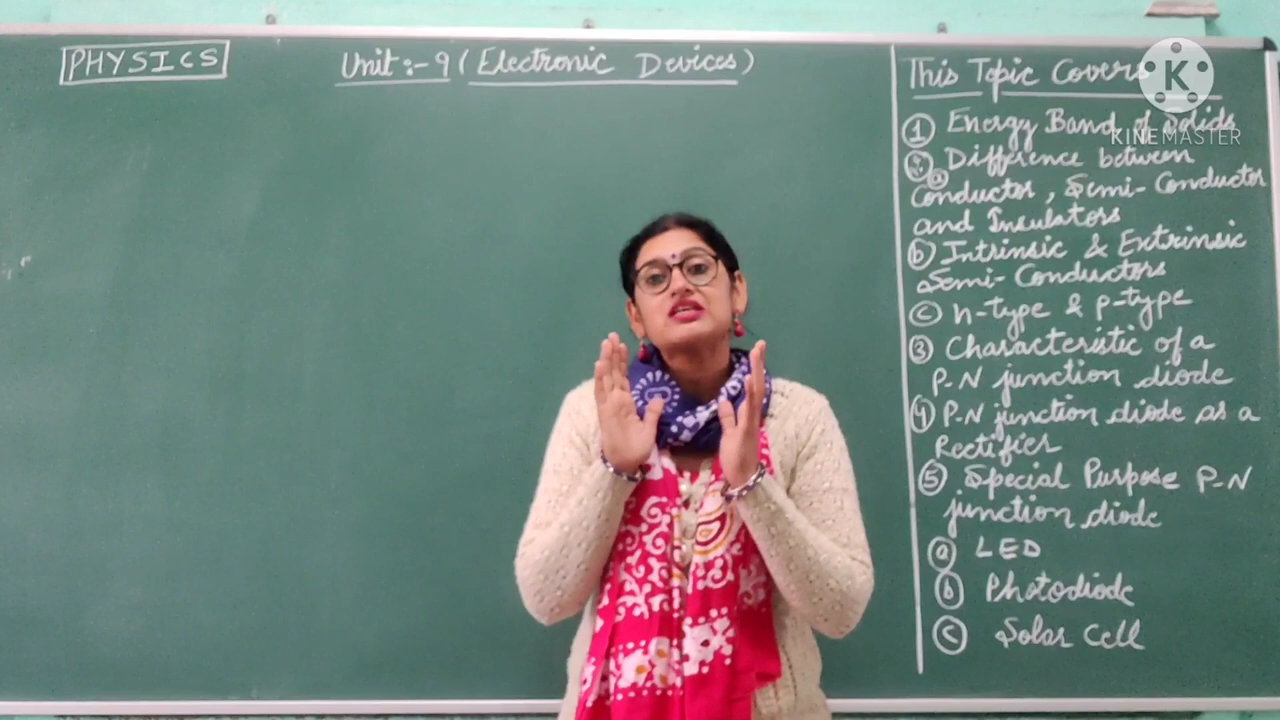 PHYSICS
Unit:-9 (Electronic Devices)
This Topic Covers
① Energy Band of Solids
② ⓐ Difference between
Conductor, Semi-Conductor
and Insulators
ⓑ Intrinsic & Extrinsic
Semi-Conductors
ⓒ n-type & p-type
③ Characteristic of a
P-N junction diode
④ P-N junction diode as a
Rectifier
⑤ Special Purpose P-N
junction diode
ⓐ LED
ⓑ Photodiode
ⓒ Solar Cell
K
KINEMASTER